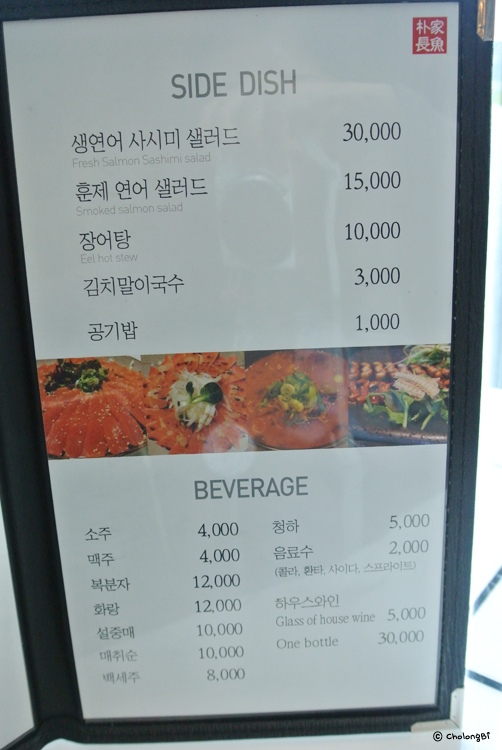 朴家長魚
SIDE DISH
생연어 사시미 샐러드 30,000
Fresh Salmon Sashimi salad
훈제 연어 샐러드 15,000
Smoked salmon salad
장어탕 10,000
Eel hot stew
김치말이국수 3,000
공기밥 1,000
BEVERAGE
소주 4,000
맥주 4,000
복분자 12,000
화랑 12,000
설중매 10,000
매취순 10,000
백세주 8,000
청하 5,000
음료수 2,000
(콜라, 환타, 사이다, 스프라이트)
하우스와인
Glass of house wine 5,000
One bottle 30,000
© CholongBi